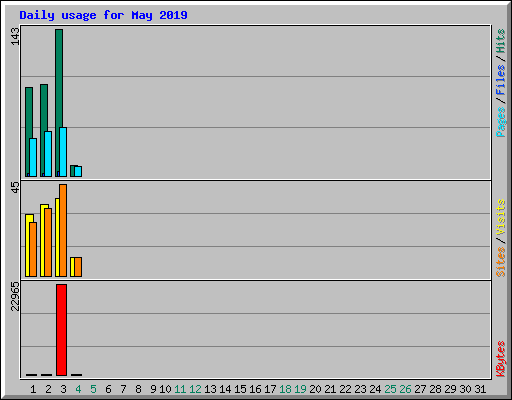 Daily usage for May 2019
143
Pages / Files / Hits
45
Sites / Visits
22965
KBytes
1 2 3 4 5 6 7 8 9 10 11 12 13 14 15 16 17 18 19 20 21 22 23 24 25 26 27 28 29 30 31